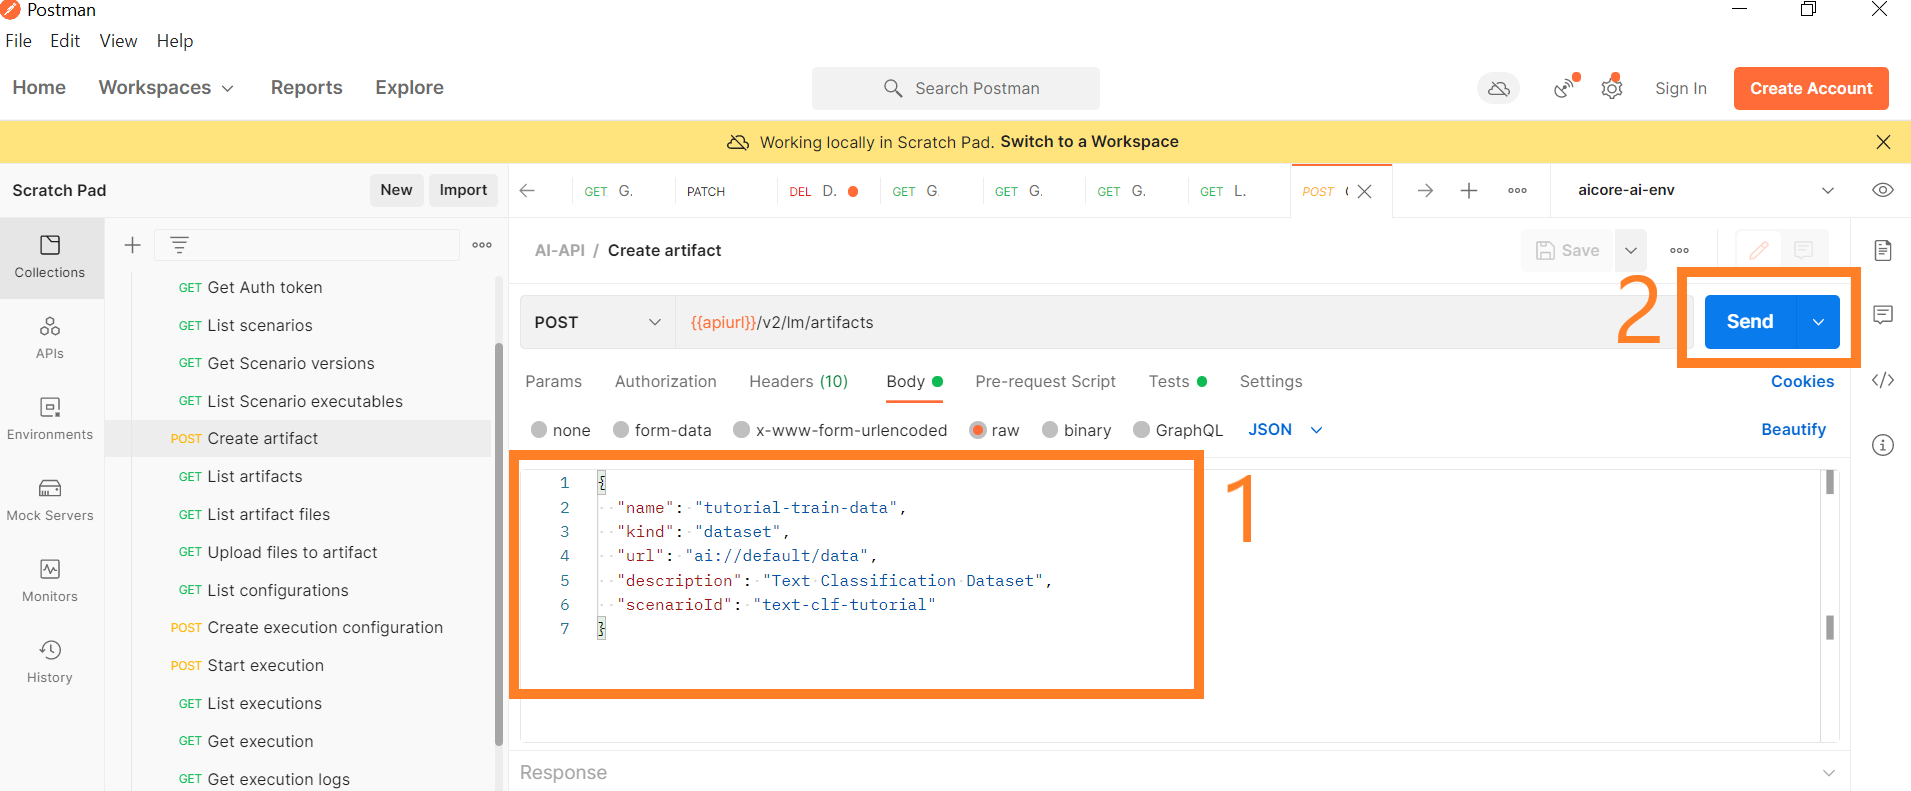 Postman
File Edit View Help
Home Workspaces Reports Explore
Search Postman
Sign In
Create Account
Working locally in Scratch Pad. Switch to a Workspace
Scratch Pad
New
Import
GET G.
PATCH
DEL D.
GET G.
GET G.
GET G.
GET L.
POST
aicore-ai-env
Collections
APIs
Environments
Mock Servers
Monitors
History
GET Get Auth token
GET List scenarios
GET Get Scenario versions
GET List Scenario executables
POST Create artifact
GET List artifacts
GET List artifact files
GET Upload files to artifact
GET List configurations
POST Create execution configuration
POST Start execution
GET List executions
GET Get execution
GET Get execution logs
AI-API / Create artifact
Save
POST
{{apiurl}}/v2/lm/artifacts
2
Send
Params Authorization Headers (10) Body Pre-request Script Tests Settings
Cookies
none form-data x-www-form-urlencoded raw binary GraphQL JSON
Beautify
1 {
2 "name": "tutorial-train-data",
3 "kind": "dataset",
4 "url": "ai://default/data",
5 "description": "Text Classification Dataset",
6 "scenarioId": "text-clf-tutorial"
7 }
1
Response